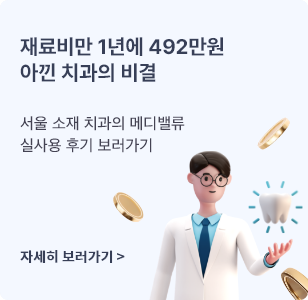 재료비만 1년에 492만원
아낀 치과의 비결
서울 소재 치과의 메디밸류
실사용 후기 보러가기
자세히 보러가기 >